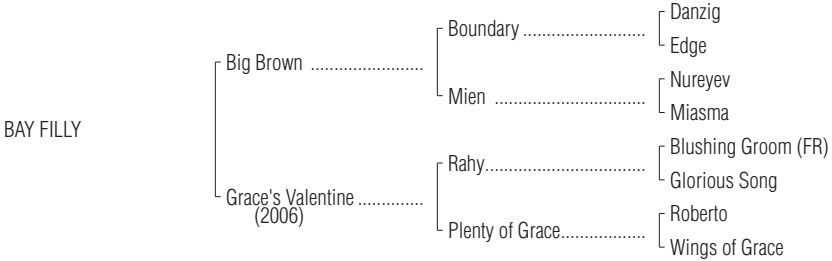 Danzig
Boundary ..........................
Edge
Big Brown ........................
Nureyev
Mien ................................
Miasma
BAY FILLY
Blushing Groom (FR)
Rahy..................................
Glorious Song
Grace's Valentine ..............
(2006)
Roberto
Plenty of Grace..................
Wings of Grace